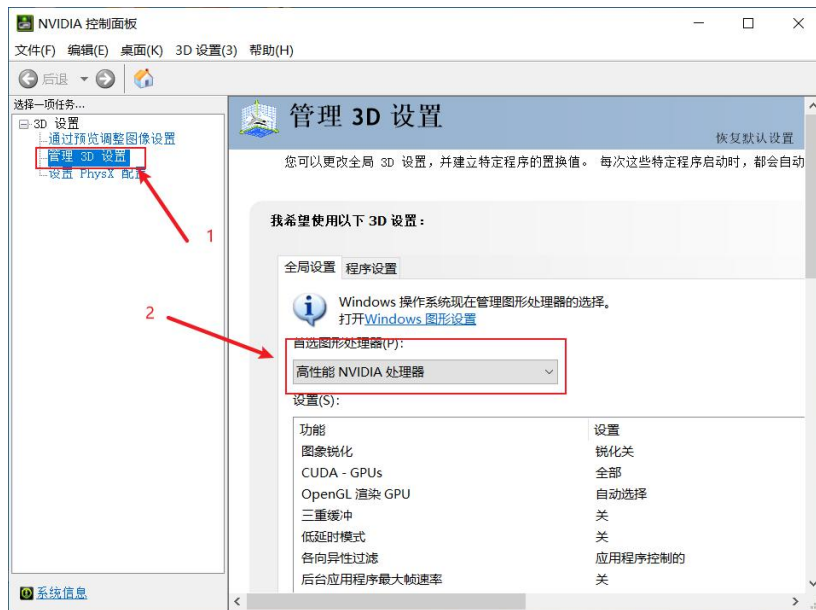 NVIDIA 控制面板
文件(F) 编辑(E) 桌面(K) 3D 设置(3) 帮助(H)
后退
选择一项任务...
3D 设置
通过预览调整图像设置
管理 3D 设置
设置 PhysX 配置
1
2
系统信息
管理 3D 设置
恢复默认设置
您可以更改全局 3D 设置，并建立特定程序的置换值。 每次这些特定程序启动时，都会自动
我希望使用以下 3D 设置：
全局设置 程序设置
Windows 操作系统现在管理图形处理器的选择。
打开Windows 图形设置
首选图形处理器(P):
高性能 NVIDIA 处理器
设置(S):
功能 设置
图象锐化 锐化关
CUDA - GPUs 全部
OpenGL 渲染 GPU 自动选择
三重缓冲 关
低延时模式 关
各向异性过滤 应用程序控制的
后台应用程序最大帧速率 关